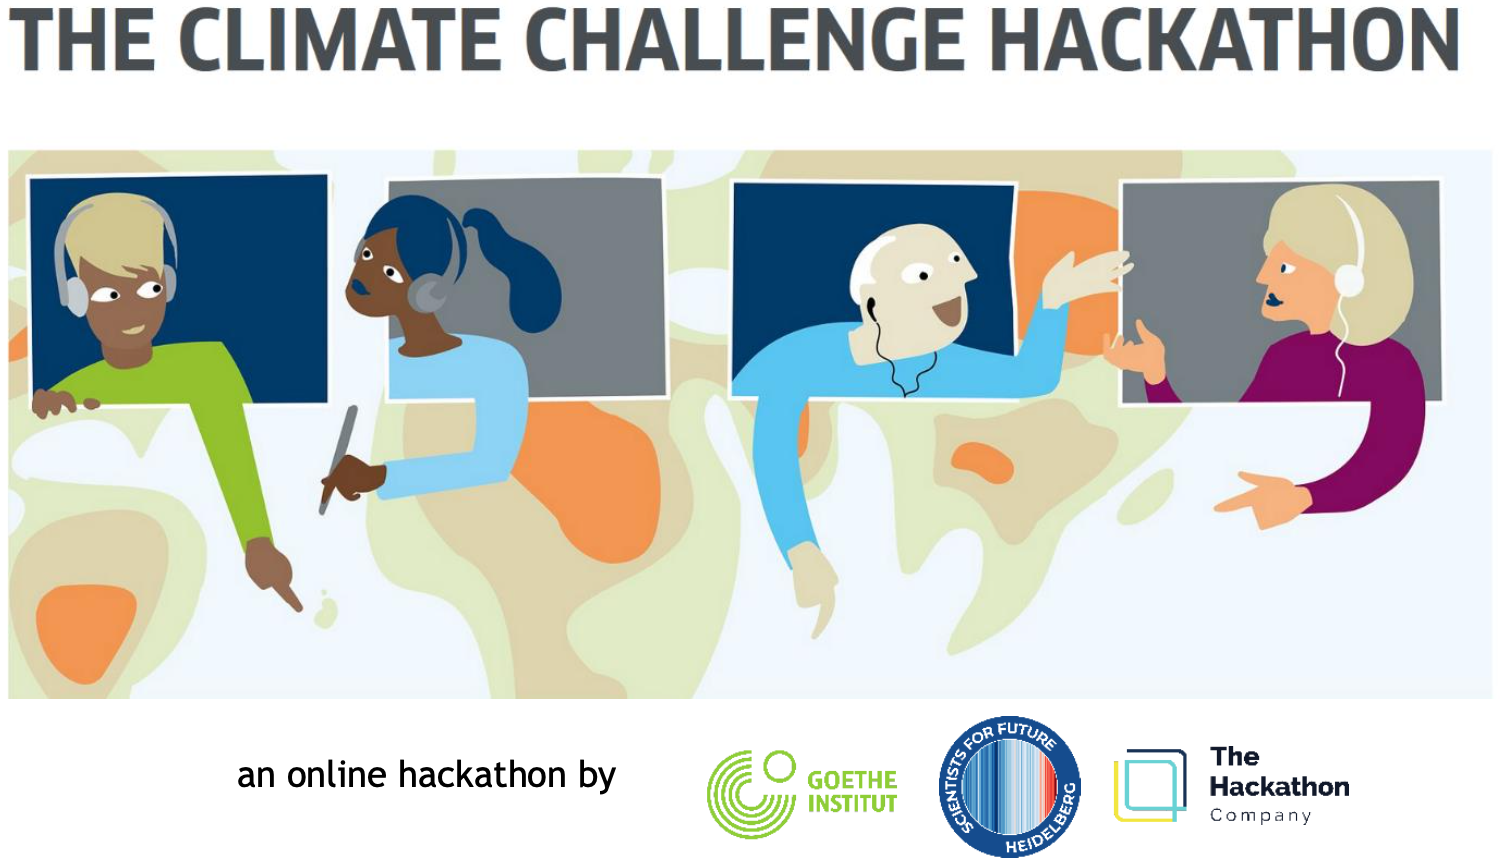 THE CLIMATE CHALLENGE HACKATHON
an online hackathon by
GOETHE
INSTITUT
SCIENTISTS FOR FUTURE
HEIDELBERG
The
Hackathon
Company